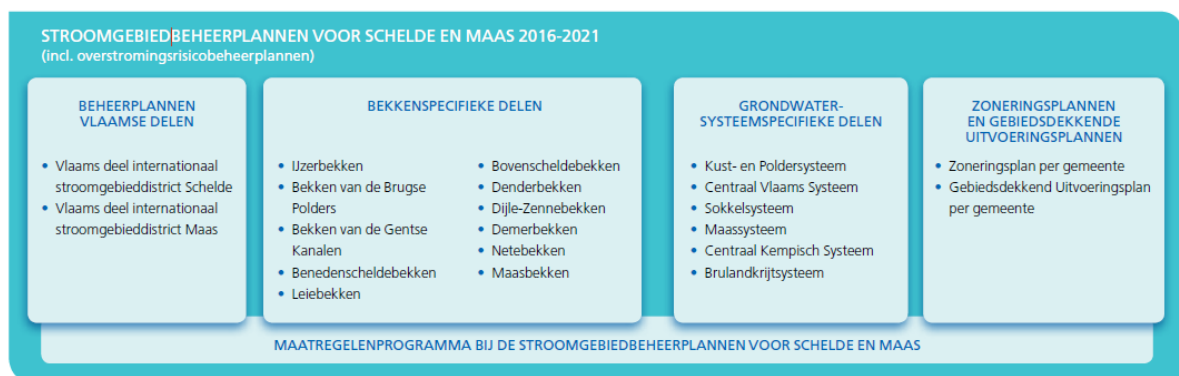 STROOMGEBIEDBEHEERPLANNEN VOOR SCHELDE EN MAAS 2016-2021
(incl. overstromingsrisicobeheerplannen)
BEHEERPLANNEN
VLAAMSE DELEN
• Vlaams deel internationaal
stroomgebieddistrict Schelde
• Vlaams deel internationaal
stroomgebieddistrict Maas
BEKKENSPECIFIEKE DELEN
• IJzerbekken
• Bekken van de Brugse
Polders
• Bekken van de Gentse
Kanalen
• Benedenscheldebekken
• Leiebekken
• Bovenscheldebekken
• Denderbekken
• Dijle-Zennebekken
• Demerbekken
• Netebekken
• Maasbekken
GRONDWATER-
SYSTEEMSPECIFIEKE DELEN
• Kust- en Poldersysteem
• Centraal Vlaams Systeem
• Sokkelsysteem
• Maassysteem
• Centraal Kempisch Systeem
• Brulandkrijtsysteem
ZONERINGSPLANNEN
EN GEBIEDSDEKKENDE
UITVOERINGSPLANNEN
• Zoneringsplan per gemeente
• Gebiedsdekkend Uitvoeringsplan
per gemeente
MAATREGELENPROGRAMMA BIJ DE STROOMGEBIEDBEHEERPLANNEN VOOR SCHELDE EN MAAS